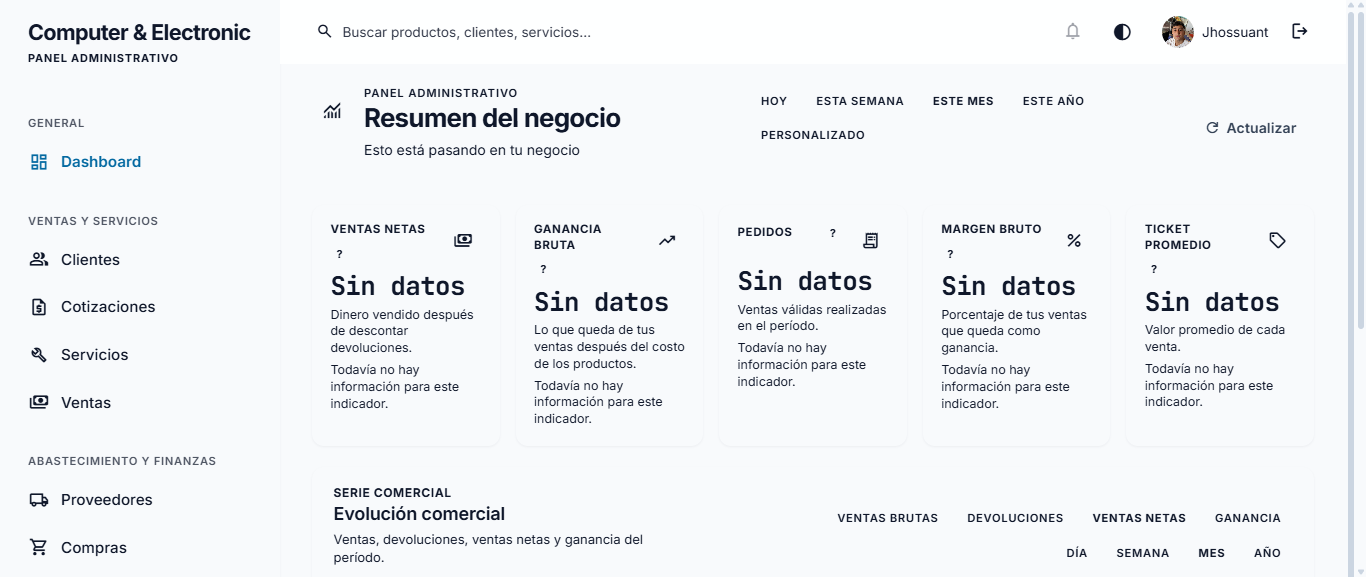 Computer & Electronic
PANEL ADMINISTRATIVO
GENERAL
Dashboard
VENTAS Y SERVICIOS
Clientes
Cotizaciones
Servicios
Ventas
ABASTECIMIENTO Y FINANZAS
Proveedores
Compras
Buscar productos, clientes, servicios...
Jhossuant
PANEL ADMINISTRATIVO
Resumen del negocio
Esto está pasando en tu negocio
HOY ESTA SEMANA ESTE MES ESTE AÑO
PERSONALIZADO
Actualizar
VENTAS NETAS
?
Sin datos
Dinero vendido después
de descontar
devoluciones.
Todavía no hay
información para este
indicador.
GANANCIA
BRUTA
?
Sin datos
Lo que queda de tus
ventas después del costo
de los productos.
Todavía no hay
información para este
indicador.
PEDIDOS ?
Sin datos
Ventas válidas realizadas
en el período.
Todavía no hay
información para este
indicador.
MARGEN BRUTO
?
Sin datos
Porcentaje de tus ventas
que queda como
ganancia.
Todavía no hay
información para este
indicador.
TICKET
PROMEDIO
?
Sin datos
Valor promedio de cada
venta.
Todavía no hay
información para este
indicador.
SERIE COMERCIAL
Evolución comercial
Ventas, devoluciones, ventas netas y ganancia del
período.
VENTAS BRUTAS DEVOLUCIONES VENTAS NETAS GANANCIA
DÍA SEMANA MES AÑO